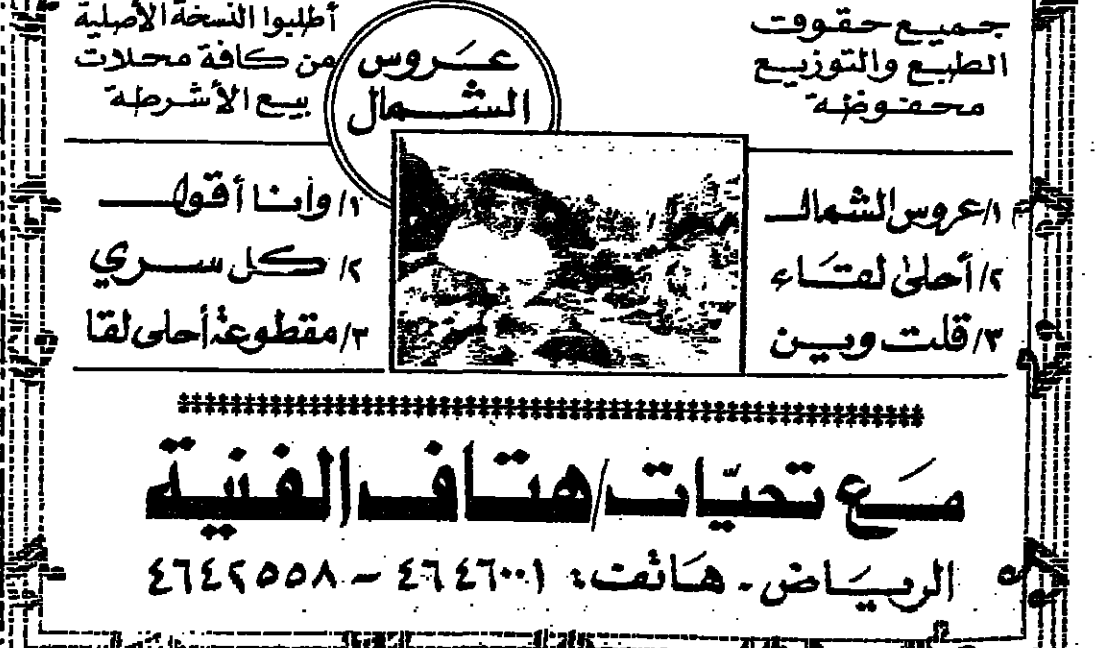 جميع حقوق
الطبع والتوزيع
محفوظة
عروس
الشمال
أطلبوا النسخة الأصلية
من كافة محلات
بيع الأشرطة
١/عروس الشمال
٢/أحلى لقاء
٣/قلت وين
١/وأنا أقول
٢/كل سري
٣/مقطوعة أحلى لقا
مع تحيّات/هتاف الفنية
الرياض - هاتف: ٤٦٤٦٠٠١ - ٤٦٤٢٥٥٨